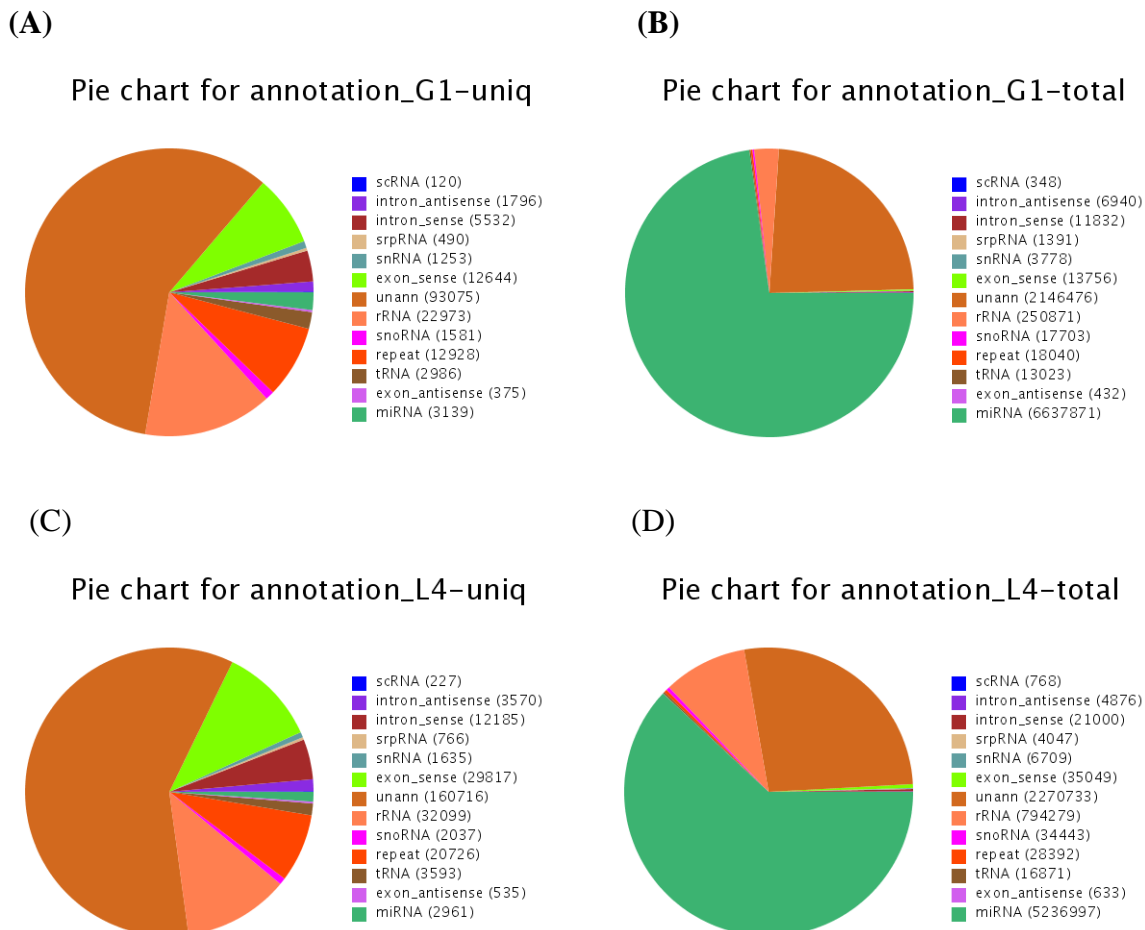 (A)
Pie chart for annotation_G1-uniq
scRNA (120)
intron_antisense (1796)
intron_sense (5532)
srpRNA (490)
snRNA (1253)
exon_sense (12644)
unann (93075)
rRNA (22973)
snoRNA (1581)
repeat (12928)
tRNA (2986)
exon_antisense (375)
miRNA (3139)
(B)
Pie chart for annotation_G1-total
scRNA (348)
intron_antisense (6940)
intron_sense (11832)
srpRNA (1391)
snRNA (3778)
exon_sense (13756)
unann (2146476)
rRNA (250871)
snoRNA (17703)
repeat (18040)
tRNA (13023)
exon_antisense (432)
miRNA (6637871)
(C)
Pie chart for annotation_L4-uniq
scRNA (227)
intron_antisense (3570)
intron_sense (12185)
srpRNA (766)
snRNA (1635)
exon_sense (29817)
unann (160716)
rRNA (32099)
snoRNA (2037)
repeat (20726)
tRNA (3593)
exon_antisense (535)
miRNA (2961)
(D)
Pie chart for annotation_L4-total
scRNA (768)
intron_antisense (4876)
intron_sense (21000)
srpRNA (4047)
snRNA (6709)
exon_sense (35049)
unann (2270733)
rRNA (794279)
snoRNA (34443)
repeat (28392)
tRNA (16871)
exon_antisense (633)
miRNA (5236997)